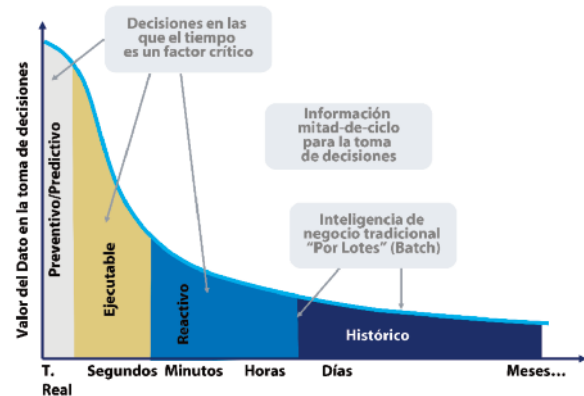 Decisiones en las
que el tiempo
es un factor crítico
Información
mitad-de-ciclo
para la toma
de decisiones
Inteligencia de
negocio tradicional
“Por Lotes” (Batch)
Valor del Dato en la toma de decisiones
Preventivo/Predictivo
Ejecutable
Reactivo
Histórico
T.
Real
Segundos
Minutos
Horas
Días
Meses...